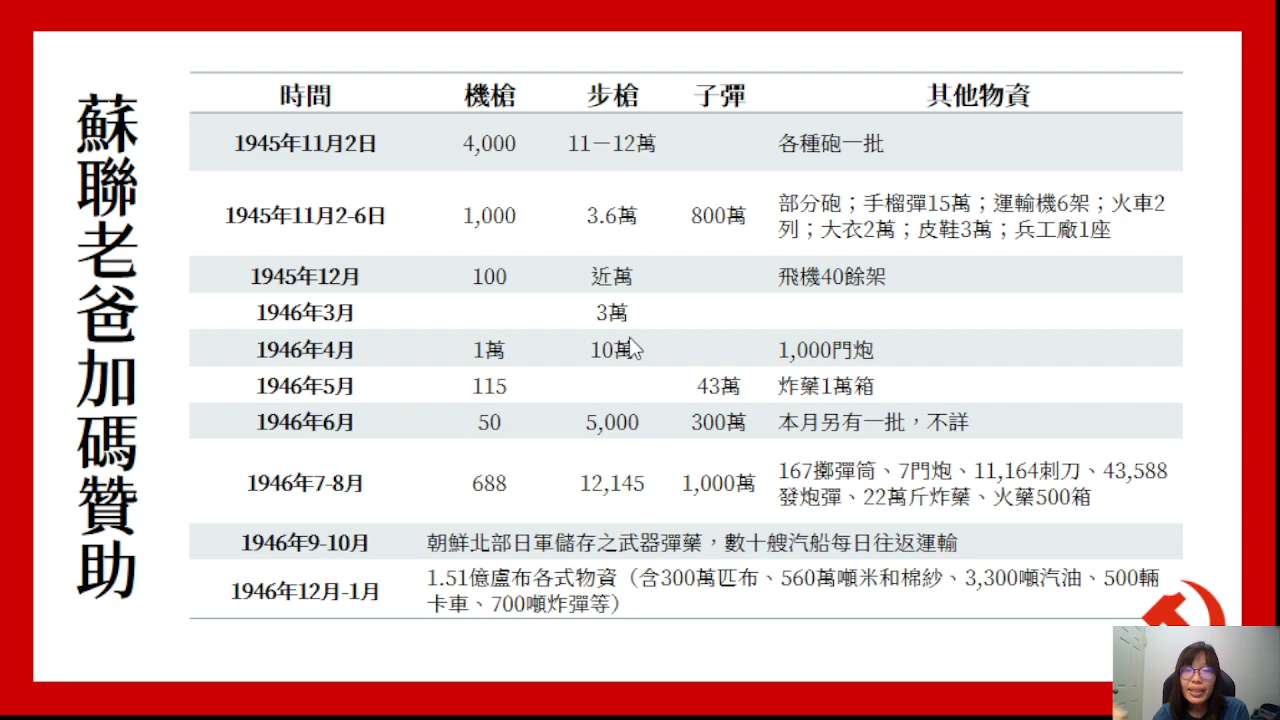 蘇聯老爸加碼贊助
時間 機槍 步槍 子彈 其他物資
1945年11月2日 4,000 11－12萬 各種砲一批
1945年11月2-6日 1,000 3.6萬 800萬 部分砲；手榴彈15萬；運輸機6架；火車2
列；大衣2萬；皮鞋3萬；兵工廠1座
1945年12月 100 近萬 飛機40餘架
1946年3月 3萬
1946年4月 1萬 10萬 1,000門炮
1946年5月 115 43萬 炸藥1萬箱
1946年6月 50 5,000 300萬 本月另有一批，不詳
1946年7-8月 688 12,145 1,000萬 167擲彈筒、7門炮、11,164刺刀、43,588
發炮彈、22萬斤炸藥、火藥500箱
1946年9-10月 朝鮮北部日軍儲存之武器彈藥，數十艘汽船每日往返運輸
1946年12月-1月 1.51億盧布各式物資（含300萬匹布、560萬噸米和棉紗、3,300噸汽油、500輛
卡車、700噸炸彈等）